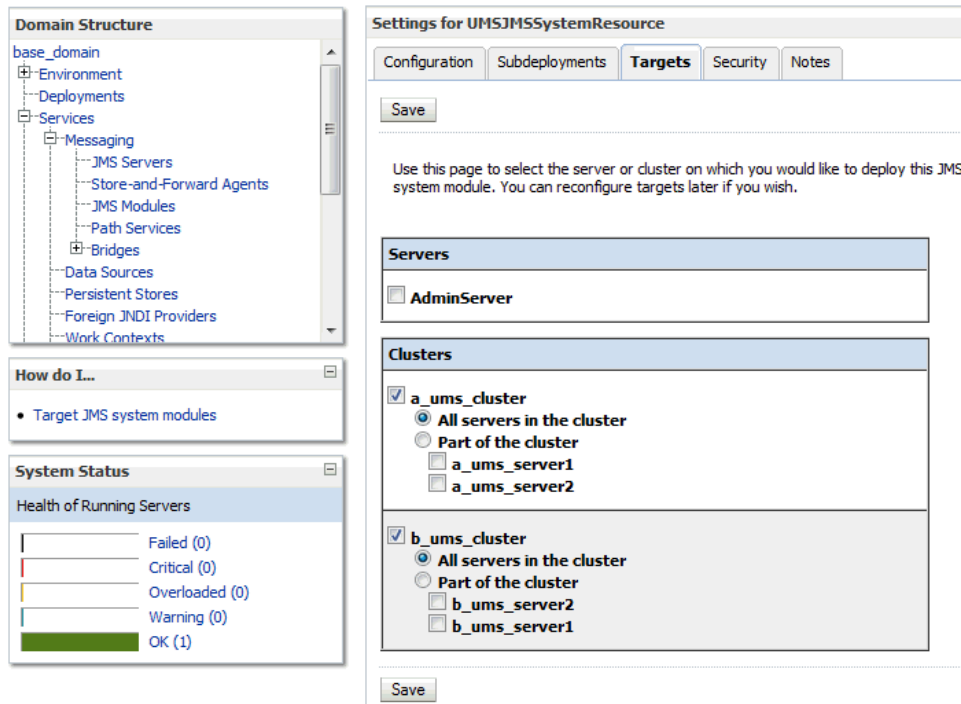 Domain Structure
base_domain
Environment
Deployments
Services
Messaging
JMS Servers
Store-and-Forward Agents
JMS Modules
Path Services
Bridges
Data Sources
Persistent Stores
Foreign JNDI Providers
Work Contexts
How do I...
Target JMS system modules
System Status
Health of Running Servers
Failed (0)
Critical (0)
Overloaded (0)
Warning (0)
OK (1)
Settings for UMSJMSSystemResource
Configuration Subdeployments Targets Security Notes
Save
Use this page to select the server or cluster on which you would like to deploy this JMS
system module. You can reconfigure targets later if you wish.
Servers
AdminServer
Clusters
a_ums_cluster
All servers in the cluster
Part of the cluster
a_ums_server1
a_ums_server2
b_ums_cluster
All servers in the cluster
Part of the cluster
b_ums_server2
b_ums_server1
Save